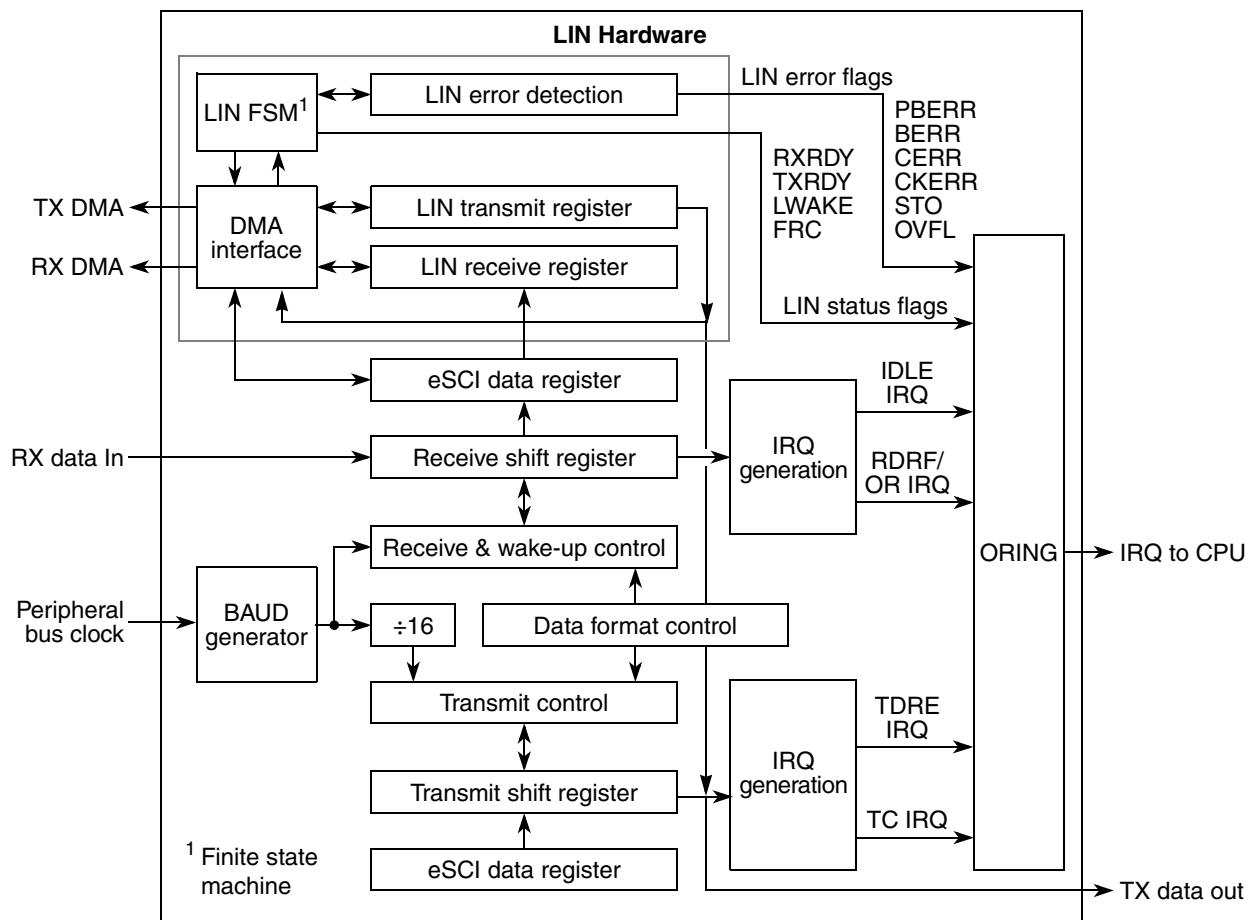 LIN Hardware
LIN FSM1
LIN error detection
LIN error flags
PBERR
BERR
CERR
CKERR
STO
OVFL
RXRDY
TXRDY
LWAKE
FRC
TX DMA
RX DMA
DMA
interface
LIN transmit register
LIN receive register
LIN status flags
eSCI data register
IDLE
IRQ
RX data In
Receive shift register
IRQ
generation
RDRF/
OR IRQ
Receive & wake-up control
ORING
IRQ to CPU
Peripheral
bus clock
BAUD
generator
÷16
Data format control
Transmit control
TDRE
IRQ
IRQ
generation
Transmit shift register
TC IRQ
1 Finite state
machine
eSCI data register
TX data out